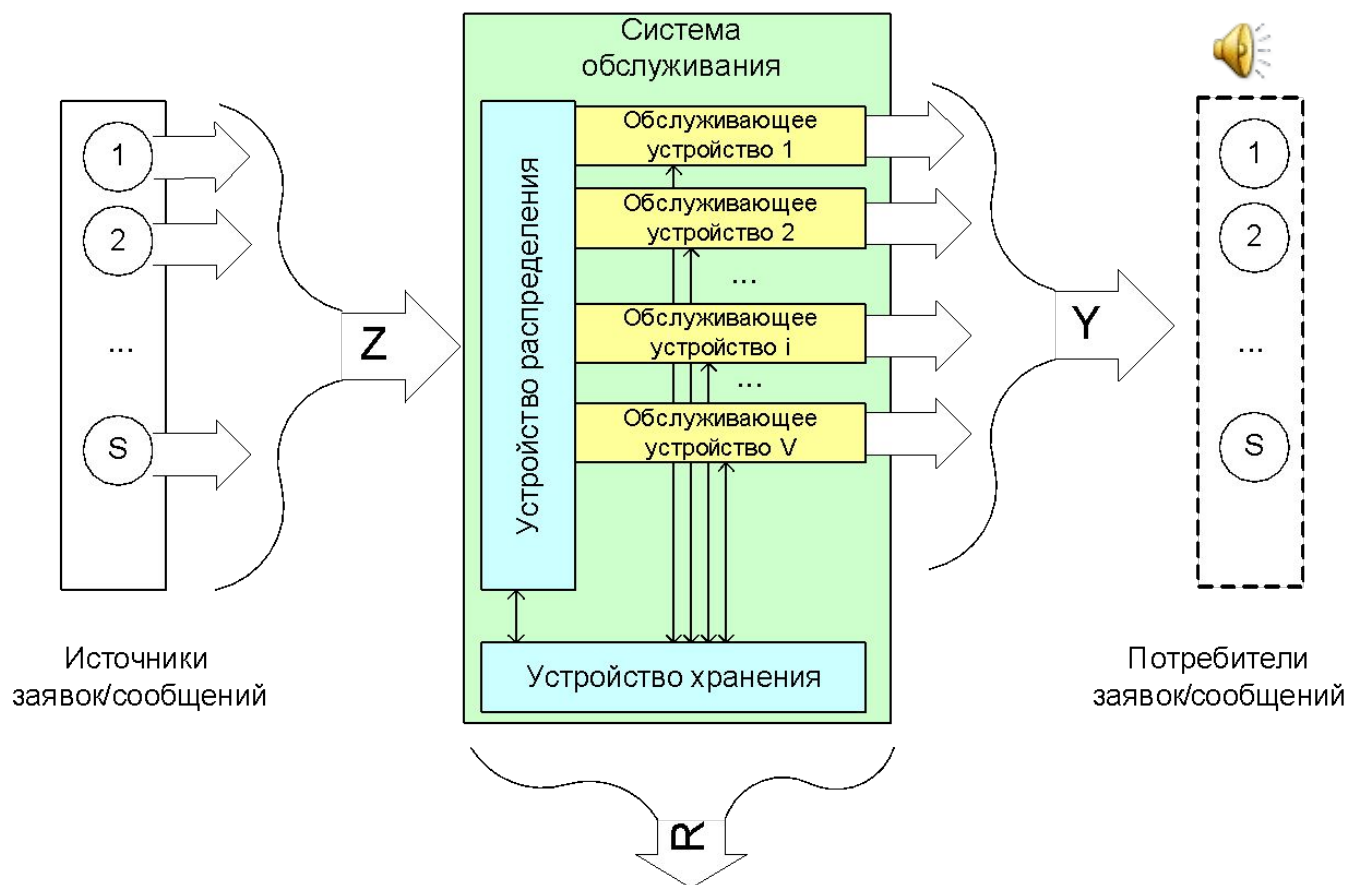 Система
обслуживания
1
2
...
S
Источники
заявок/сообщений
Z
Устройство распределения
Обслуживающее
устройство 1
Обслуживающее
устройство 2
...
Обслуживающее
устройство i
...
Обслуживающее
устройство V
Устройство хранения
Y
1
2
...
S
Потребители
заявок/сообщений
R